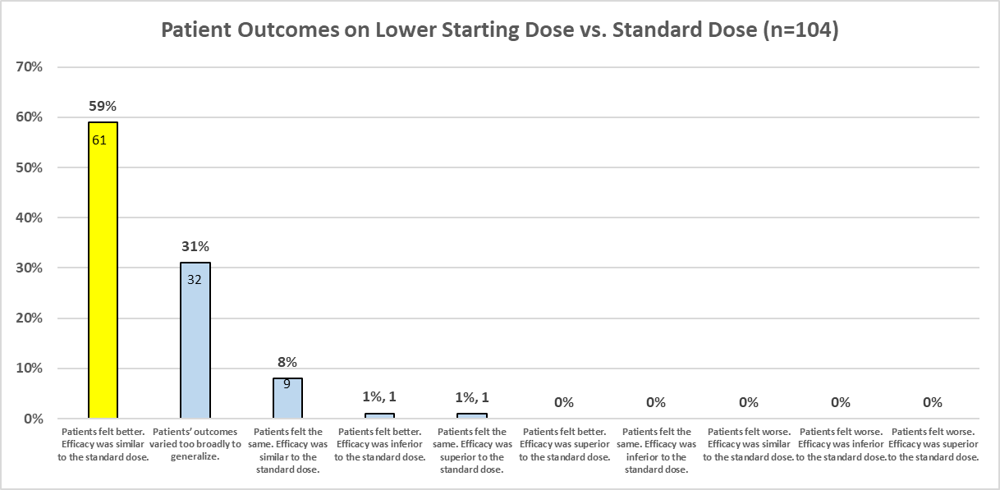 Patient Outcomes on Lower Starting Dose vs. Standard Dose (n=104)
70%
60%
50%
40%
30%
20%
10%
0%
59%
61
31%
32
8%
9
1%, 1
1%, 1
0%
0%
0%
0%
0%
Patients felt better.
Efficacy was similar
to the standard dose.
Patients’ outcomes
varied too broadly to
generalize.
Patients felt the
same. Efficacy was
similar to the
standard dose.
Patients felt better.
Efficacy was inferior
to the standard dose.
Patients felt the
same. Efficacy was
superior to the
standard dose.
Patients felt better.
Efficacy was superior
to the standard dose.
Patients felt the
same. Efficacy was
inferior to the
standard dose.
Patients felt worse.
Efficacy was similar
to the standard dose.
Patients felt worse.
Efficacy was inferior
to the standard dose.
Patients felt worse.
Efficacy was superior
to the standard dose.